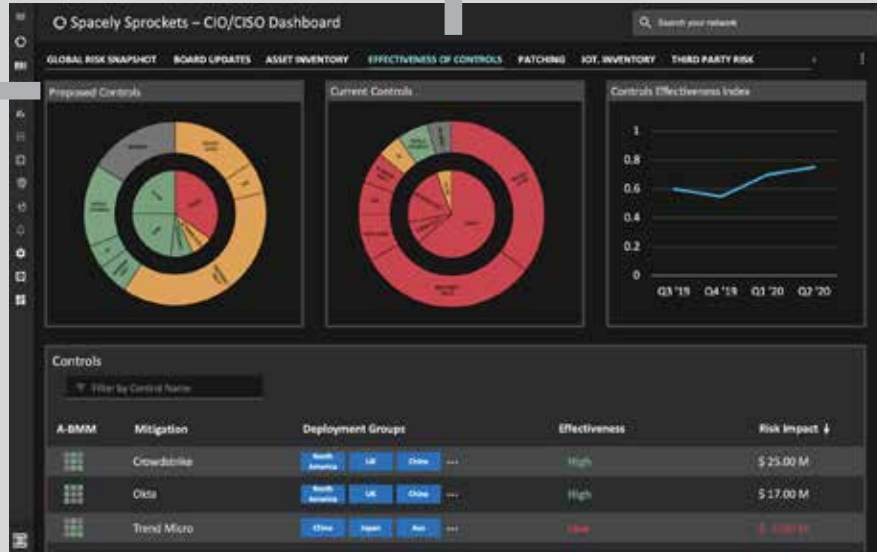 Spacely Sprockets – CIO/CISO Dashboard
Search your network
GLOBAL RISK SNAPSHOT BOARD UPDATES ASSET INVENTORY EFFECTIVENESS OF CONTROLS PATCHING IOT. INVENTORY THIRD PARTY RISK
Proposed Controls
Current Controls
Controls Effectiveness Index
1
0.8
0.6
0.4
0.2
0
Q3 '19 Q4 '19 Q1 '20 Q2 '20
Controls
Filter by Control Name
A-BMM Mitigation Deployment Groups Effectiveness Risk Impact
Crowdstrike North America UK China ... High $ 25.00 M
Okta North America UK China ... High $ 17.00 M
Trend Micro China Japan Aus ... Low